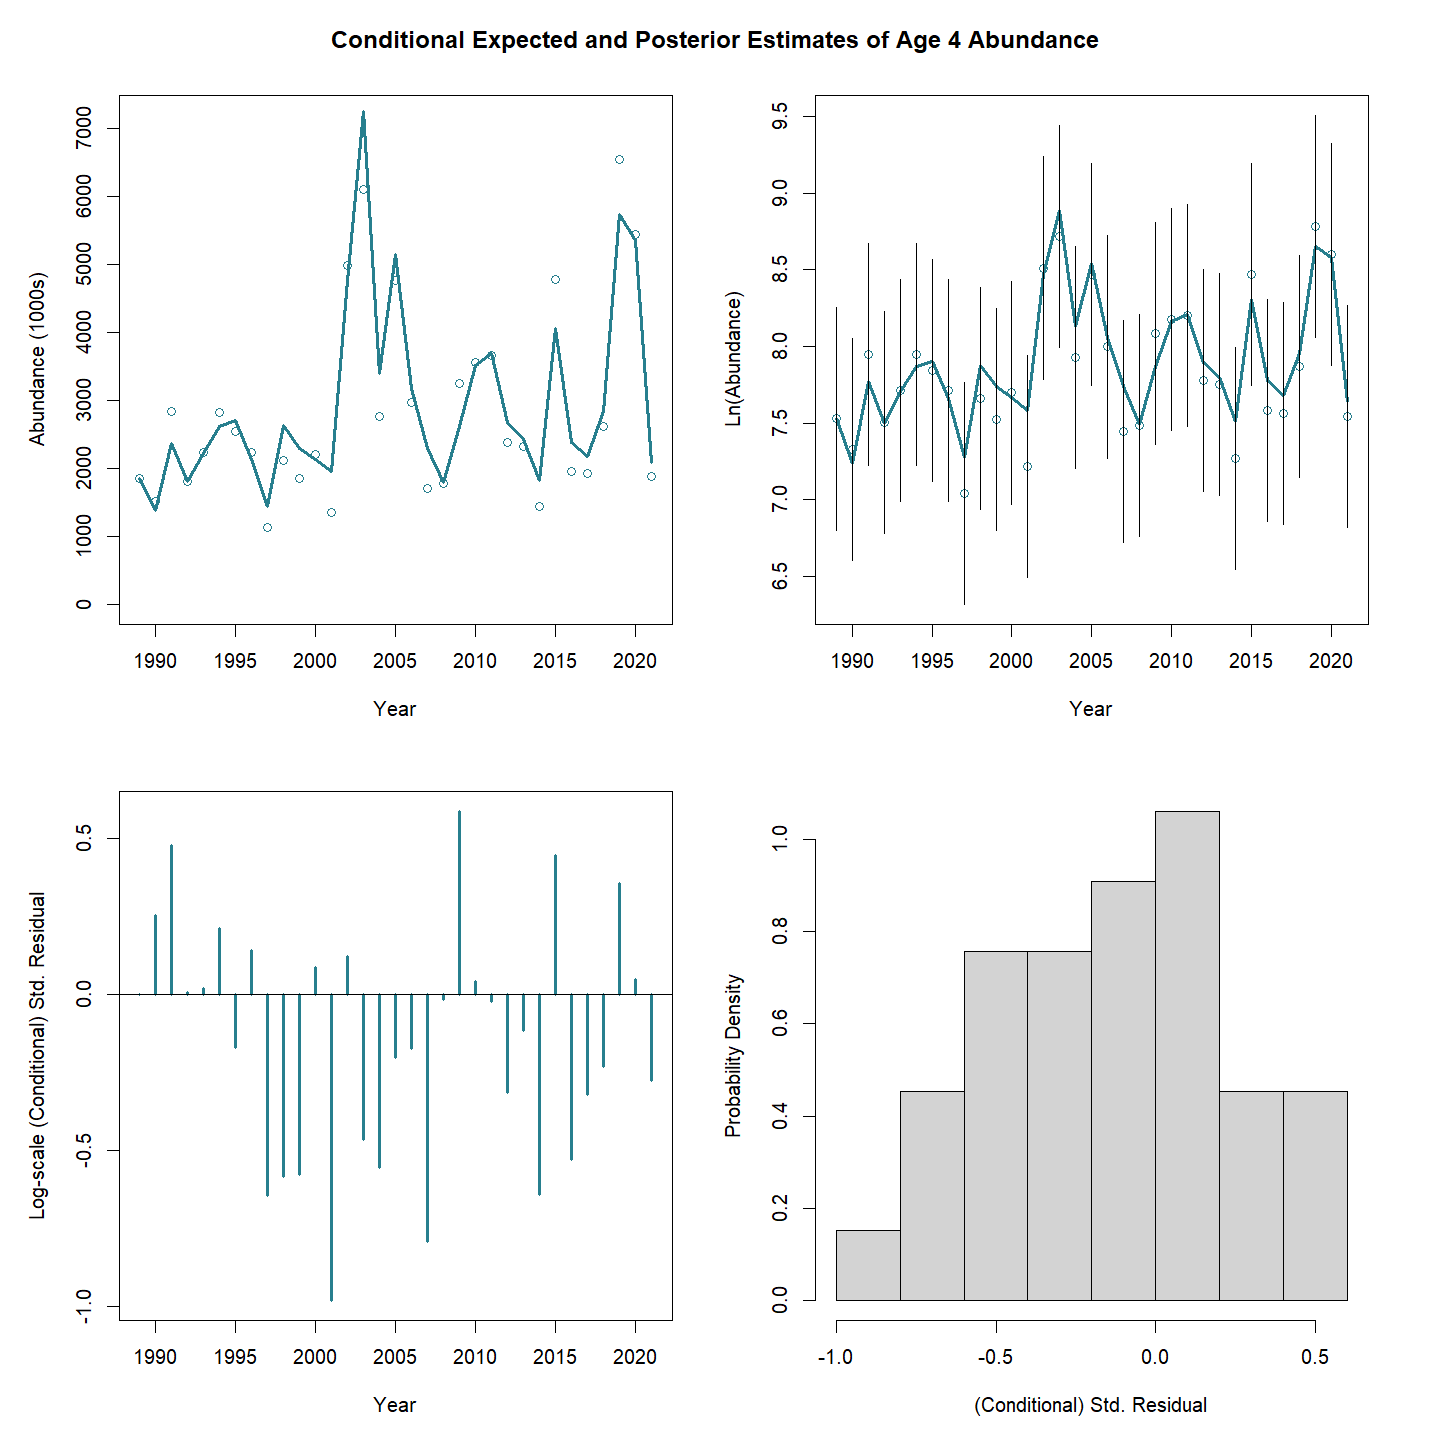 Conditional Expected and Posterior Estimates of Age 4 Abundance
Abundance (1000s)
7000
6000
5000
4000
3000
2000
1000
0
1990 1995 2000 2005 2010 2015 2020
Year
Ln(Abundance)
9.5
9.0
8.5
8.0
7.5
7.0
6.5
1990 1995 2000 2005 2010 2015 2020
Year
Log-scale (Conditional) Std. Residual
0.5
0.0
-0.5
-1.0
1990 1995 2000 2005 2010 2015 2020
Year
Probability Density
1.0
0.8
0.6
0.4
0.2
0.0
-1.0 -0.5 0.0 0.5
(Conditional) Std. Residual